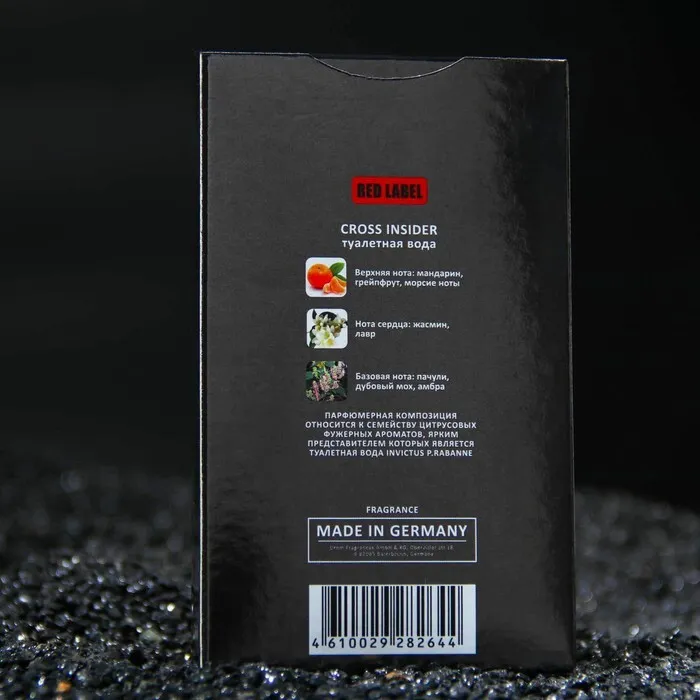 RED LABEL
CROSS INSIDER
туалетная вода
Верхняя нота: мандарин,
грейпфрут, морсие ноты
Нота сердца: жасмин,
лавр
Базовая нота: пачули,
дубовый мох, амбра
ПАРФЮМЕРНАЯ КОМПОЗИЦИЯ
ОТНОСИТСЯ К СЕМЕЙСТВУ ЦИТРУСОВЫХ
ФУЖЕРНЫХ АРОМАТОВ, ЯРКИМ
ПРЕДСТАВИТЕЛЕМ КОТОРЫХ ЯВЛЯЕТСЯ
ТУАЛЕТНАЯ ВОДА INVICTUS P.RABANNE
FRAGRANCE
MADE IN GERMANY
Germany
4 610029 282644